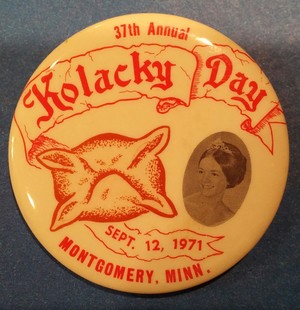 37th Annual
Kolacky Day
SEPT. 12, 1971
MONTGOMERY, MINN.